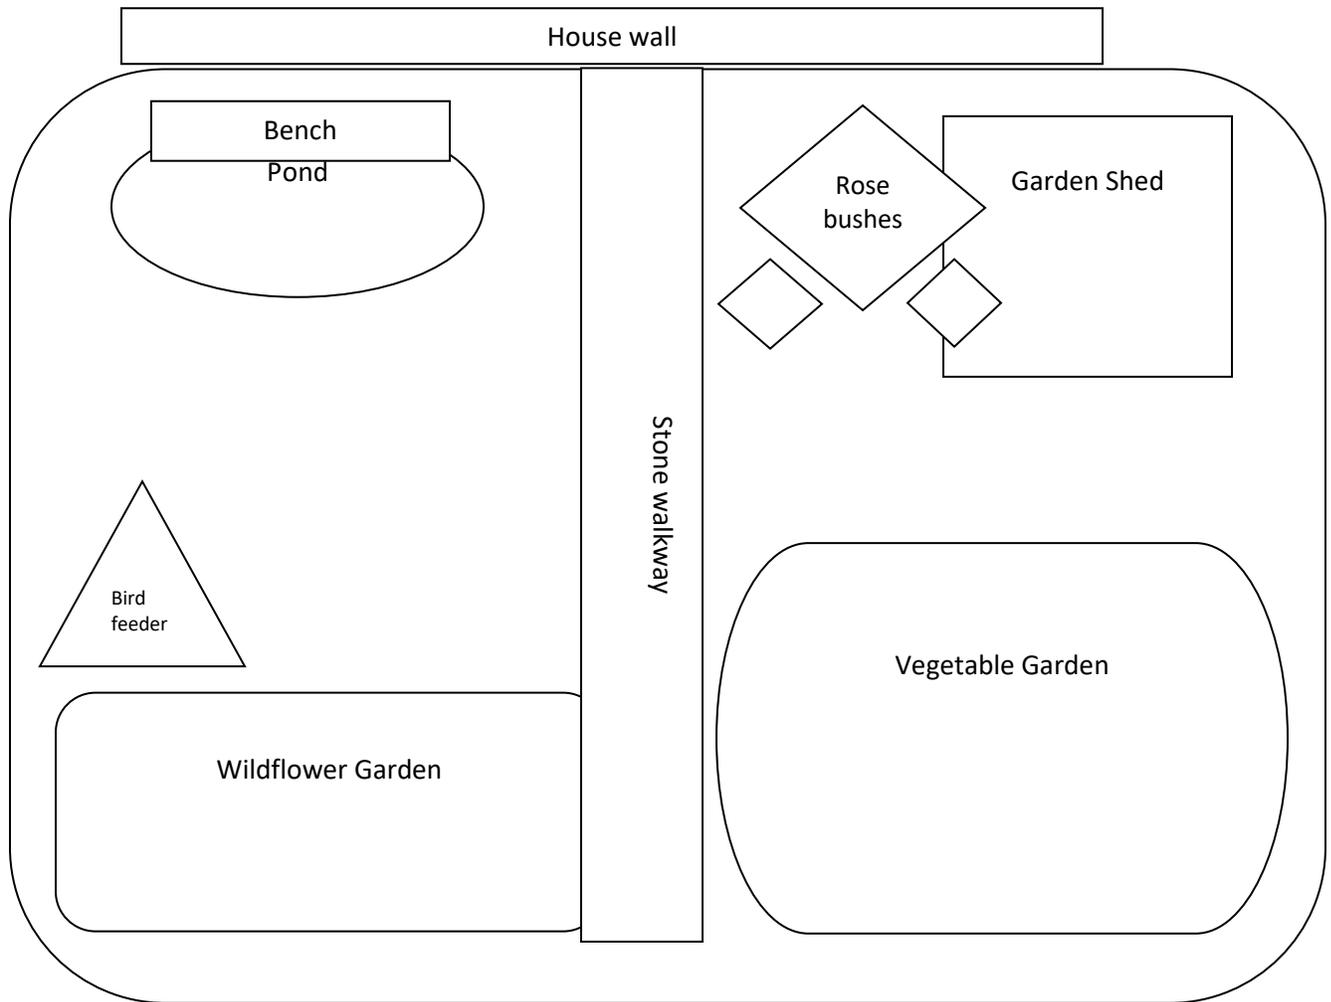 House wall
Bench
Pond
Rose
bushes
Garden Shed
Stone walkway
Bird
feeder
Vegetable Garden
Wildflower Garden